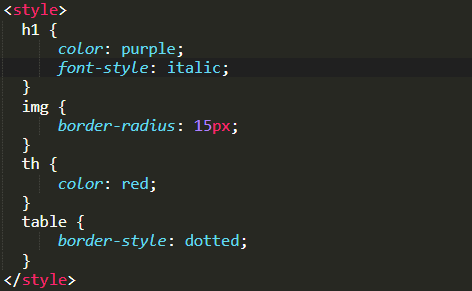 <style>
h1 {
color: purple;
font-style: italic;
}
img {
border-radius: 15px;
}
th {
color: red;
}
table {
border-style: dotted;
}
</style>